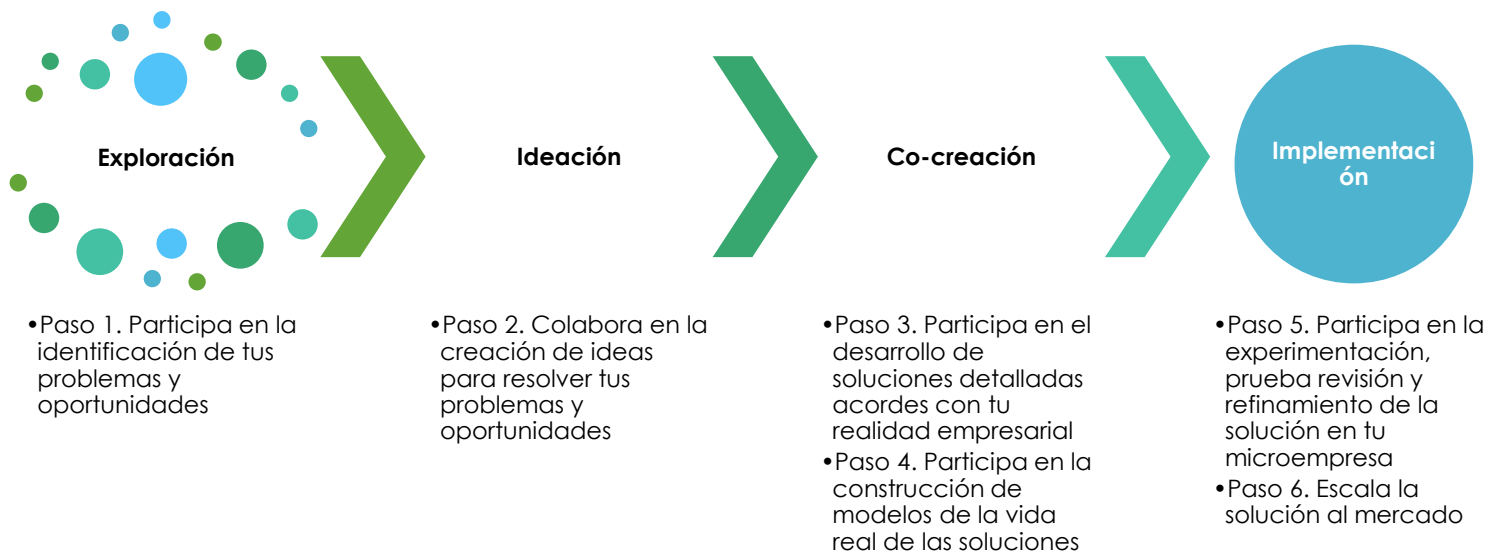 Exploración
Ideación
Co-creación
Implementaci
ón
•Paso 1. Participa en la
identificación de tus
problemas y
oportunidades
•Paso 2. Colabora en la
creación de ideas
para resolver tus
problemas y
oportunidades
•Paso 3. Participa en el
desarrollo de
soluciones detalladas
acordes con tu
realidad empresarial
•Paso 4. Participa en la
construcción de
modelos de la vida
real de las soluciones
•Paso 5. Participa en la
experimentación,
prueba revisión y
refinamiento de la
solución en tu
microempresa
•Paso 6. Escala la
solución al mercado